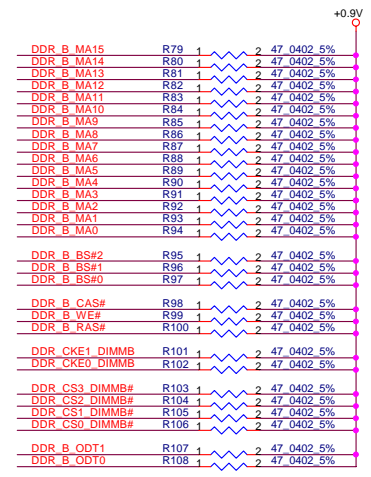 +0.9V
DDR_B_MA15 R79 1 2 47_0402_5%
DDR_B_MA14 R80 1 2 47_0402_5%
DDR_B_MA13 R81 1 2 47_0402_5%
DDR_B_MA12 R82 1 2 47_0402_5%
DDR_B_MA11 R83 1 2 47_0402_5%
DDR_B_MA10 R84 1 2 47_0402_5%
DDR_B_MA9 R85 1 2 47_0402_5%
DDR_B_MA8 R86 1 2 47_0402_5%
DDR_B_MA7 R87 1 2 47_0402_5%
DDR_B_MA6 R88 1 2 47_0402_5%
DDR_B_MA5 R89 1 2 47_0402_5%
DDR_B_MA4 R90 1 2 47_0402_5%
DDR_B_MA3 R91 1 2 47_0402_5%
DDR_B_MA2 R92 1 2 47_0402_5%
DDR_B_MA1 R93 1 2 47_0402_5%
DDR_B_MA0 R94 1 2 47_0402_5%
DDR_B_BS#2 R95 1 2 47_0402_5%
DDR_B_BS#1 R96 1 2 47_0402_5%
DDR_B_BS#0 R97 1 2 47_0402_5%
DDR_B_CAS# R98 1 2 47_0402_5%
DDR_B_WE# R99 1 2 47_0402_5%
DDR_B_RAS# R100 1 2 47_0402_5%
DDR_CKE1_DIMMB R101 1 2 47_0402_5%
DDR_CKE0_DIMMB R102 1 2 47_0402_5%
DDR_CS3_DIMMB# R103 1 2 47_0402_5%
DDR_CS2_DIMMB# R104 1 2 47_0402_5%
DDR_CS1_DIMMB# R105 1 2 47_0402_5%
DDR_CS0_DIMMB# R106 1 2 47_0402_5%
DDR_B_ODT1 R107 1 2 47_0402_5%
DDR_B_ODT0 R108 1 2 47_0402_5%